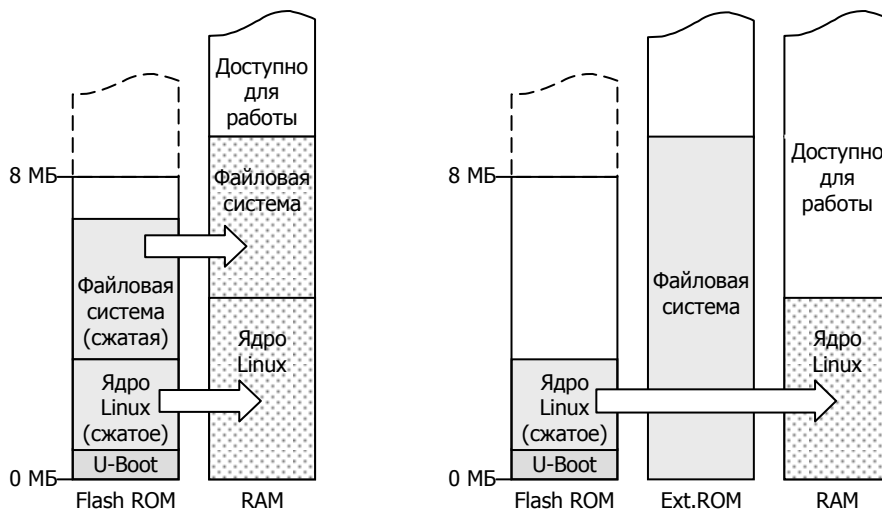 Доступно
для
работы
8 МБ
Файловая
система
Файловая
система
(сжатая)
Ядро
Linux
Ядро
Linux
(сжатое)
U-Boot
0 МБ
Flash ROM
RAM
8 МБ
Доступно
для
работы
Файловая
система
Ядро
Linux
Ядро
Linux
(сжатое)
U-Boot
0 МБ
Flash ROM
Ext.ROM
RAM